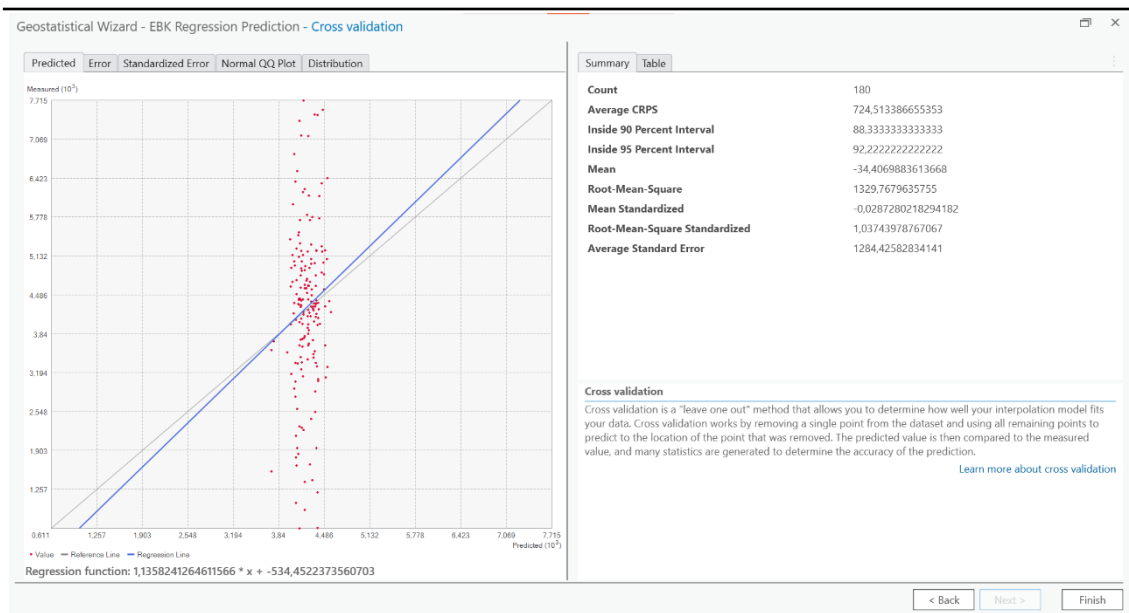 Geostatistical Wizard - EBK Regression Prediction - Cross validation
Predicted Error Standardized Error Normal QQ Plot Distribution
Measured (10³)
7.715
7.069
6.423
5.778
5.132
4.486
3.84
3.194
2.548
1.903
1.257
0.611 1.257 1.903 2.548 3.194 3.84 4.486 5.132 5.778 6.423 7.069 7.715
Predicted (10³)
Value Reference Line Regression Line
Regression function: 1,1358241264611566 * x + -534,4522373560703
Summary Table
Count 180
Average CRPS 724,513386655353
Inside 90 Percent Interval 88,3333333333333
Inside 95 Percent Interval 92,2222222222222
Mean -34,4069883613668
Root-Mean-Square 1329,7679635755
Mean Standardized -0,0287280218294182
Root-Mean-Square Standardized 1,03743978767067
Average Standard Error 1284,42582834141
Cross validation
Cross validation is a "leave one out" method that allows you to determine how well your interpolation model fits
your data. Cross validation works by removing a single point from the dataset and using all remaining points to
predict to the location of the point that was removed. The predicted value is then compared to the measured
value, and many statistics are generated to determine the accuracy of the prediction.
Learn more about cross validation
< Back Next > Finish